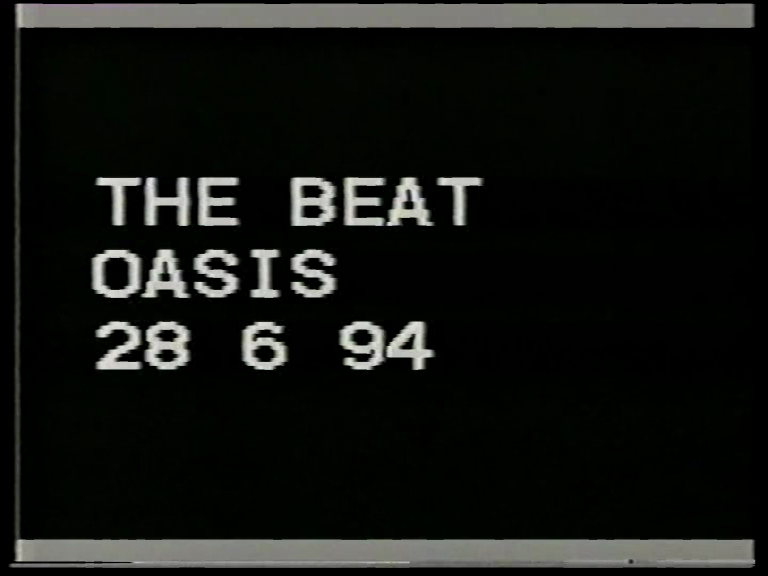 THE BEAT
OASIS
28 6 94